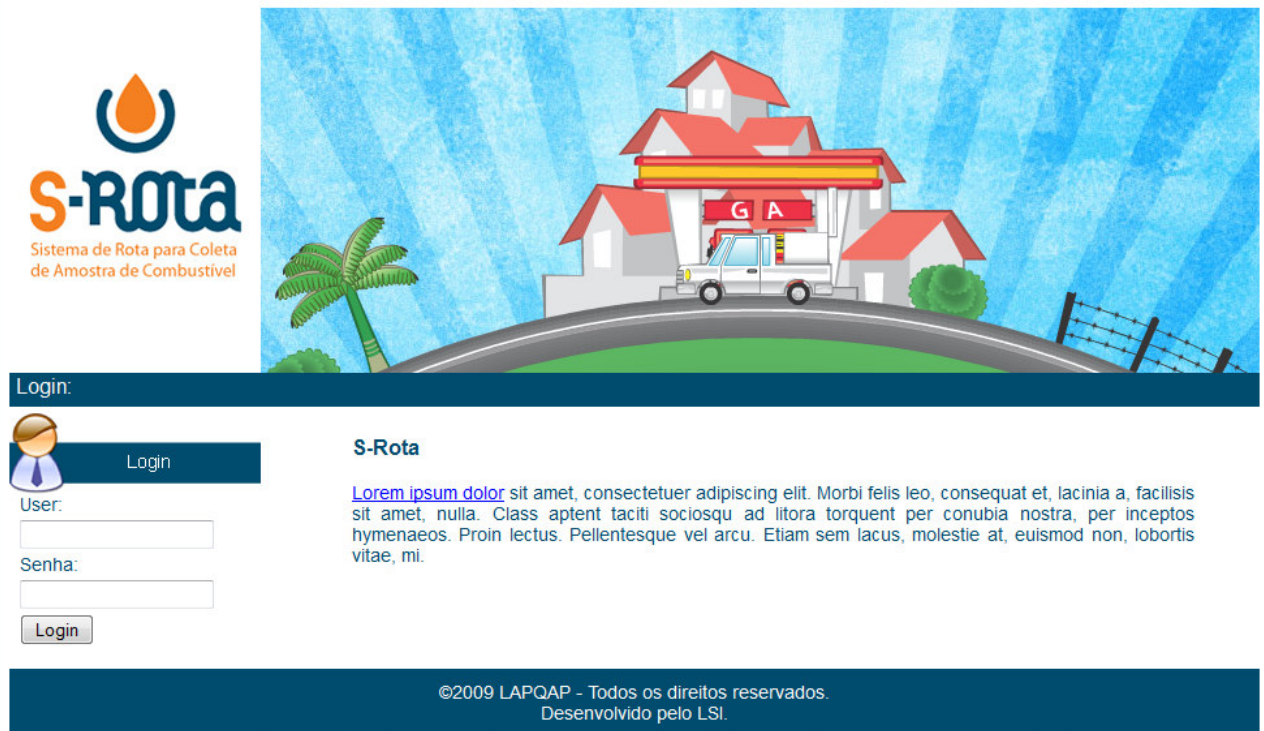 S-Rota
Sistema de Rota para Coleta
de Amostra de Combustível
G A
Login:
Login
User:
Senha:
Login
S-Rota
Lorem ipsum dolor sit amet, consectetuer adipiscing elit. Morbi felis leo, consequat et, lacinia a, facilisis
sit amet, nulla. Class aptent taciti sociosqu ad litora torquent per conubia nostra, per inceptos
hymenaeos. Proin lectus. Pellentesque vel arcu. Etiam sem lacus, molestie at, euismod non, lobortis
vitae, mi.
©2009 LAPQAP - Todos os direitos reservados.
Desenvolvido pelo LSI.